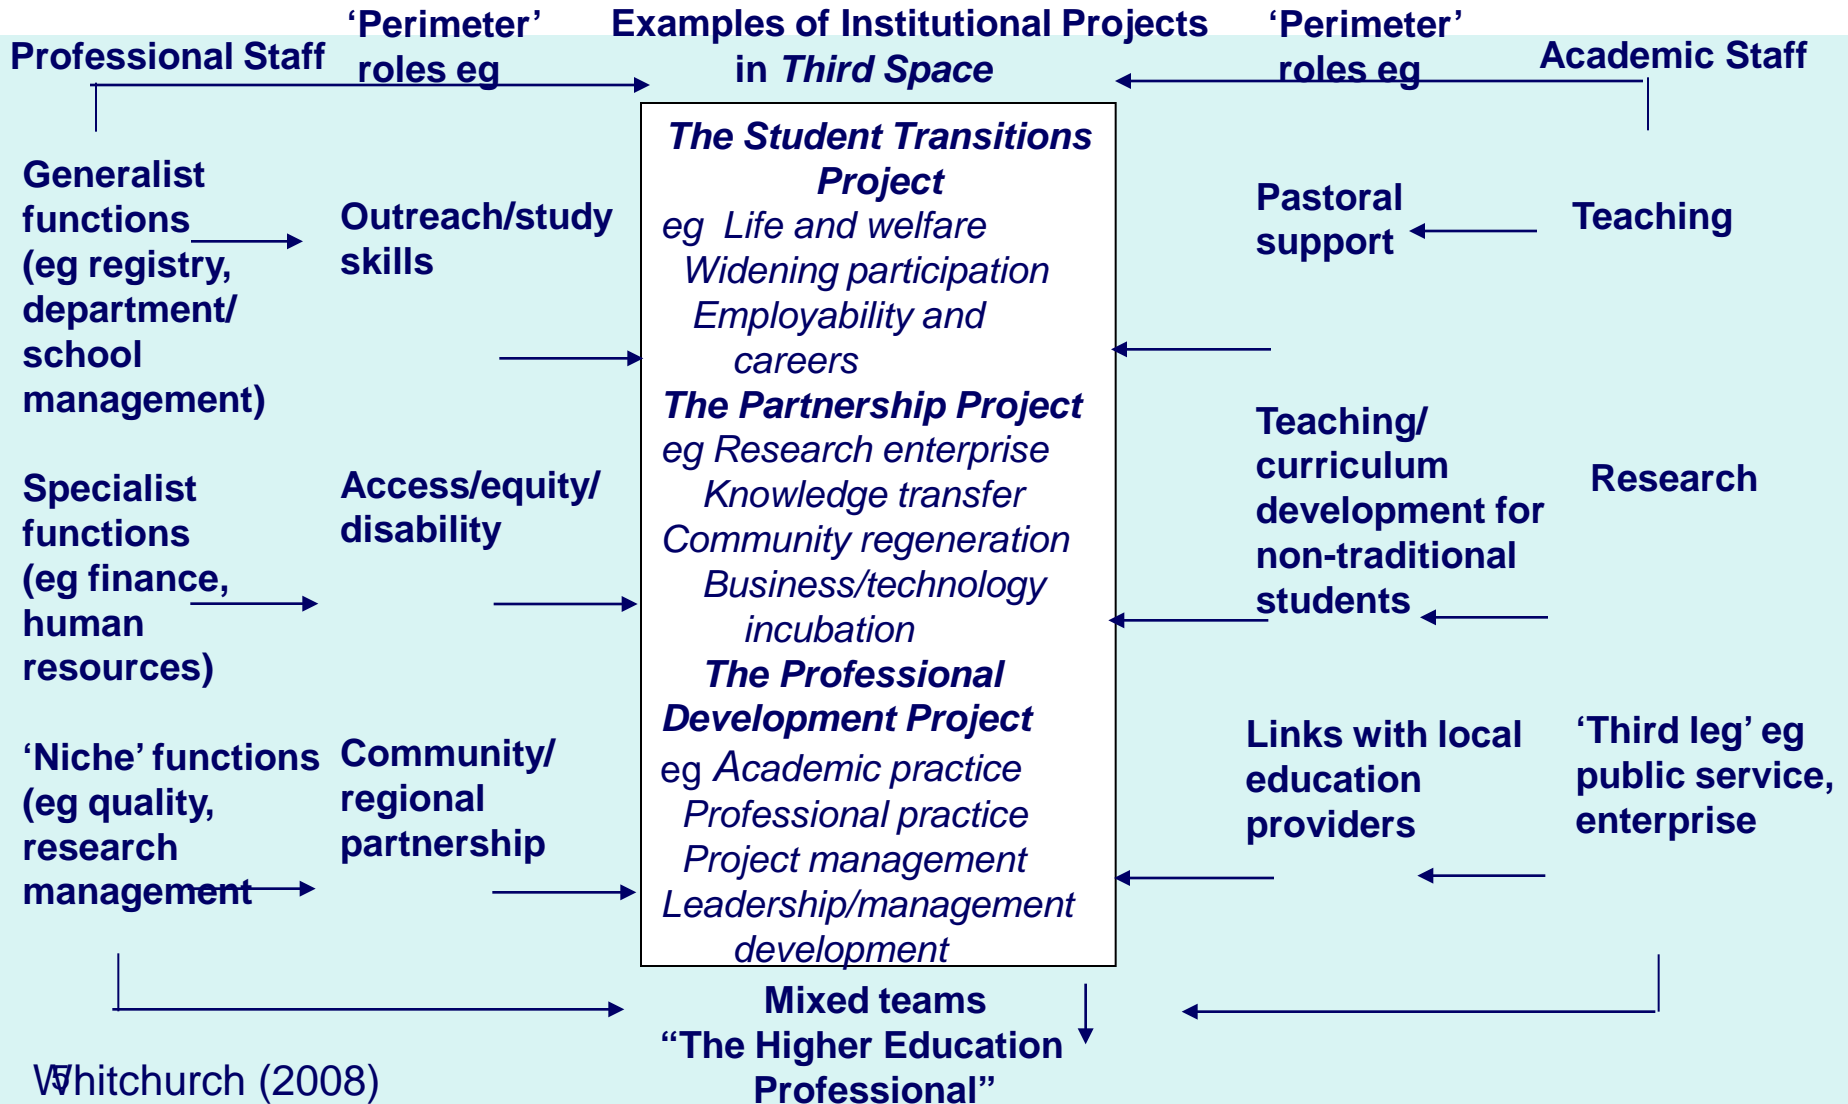 Professional Staff
‘Perimeter’
roles eg
Examples of Institutional Projects
in Third Space
‘Perimeter’
roles eg
Academic Staff
Generalist
functions
(eg registry,
department/
school
management)
Outreach/study
skills
Specialist
functions
(eg finance,
human
resources)
Access/equity/
disability
‘Niche’ functions
(eg quality,
research
management
Community/
regional
partnership
The Student Transitions
Project
eg Life and welfare
Widening participation
Employability and
careers
The Partnership Project
eg Research enterprise
Knowledge transfer
Community regeneration
Business/technology
incubation
The Professional
Development Project
eg Academic practice
Professional practice
Project management
Leadership/management
development
Pastoral
support
Teaching
Teaching/
curriculum
development for
non-traditional
students
Research
Links with local
education
providers
‘Third leg’ eg
public service,
enterprise
Mixed teams
“The Higher Education
Professional”
Whitchurch (2008)
5